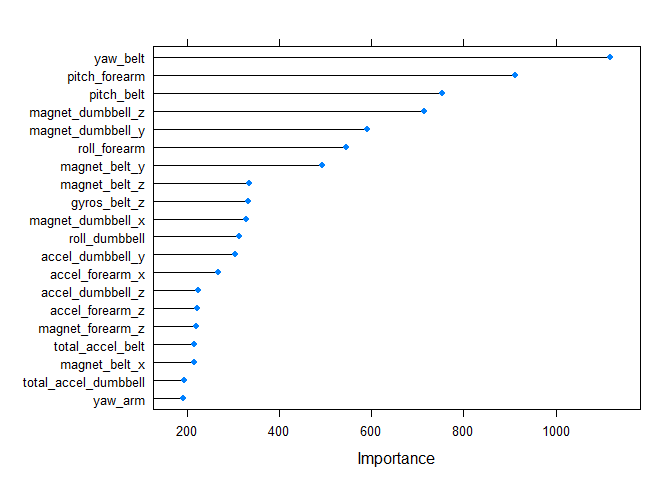 yaw_belt
pitch_forearm
pitch_belt
magnet_dumbbell_z
magnet_dumbbell_y
roll_forearm
magnet_belt_y
magnet_belt_z
gyros_belt_z
magnet_dumbbell_x
roll_dumbbell
accel_dumbbell_y
accel_forearm_x
accel_dumbbell_z
accel_forearm_z
magnet_forearm_z
total_accel_belt
magnet_belt_x
total_accel_dumbbell
yaw_arm
200 400 600 800 1000
Importance